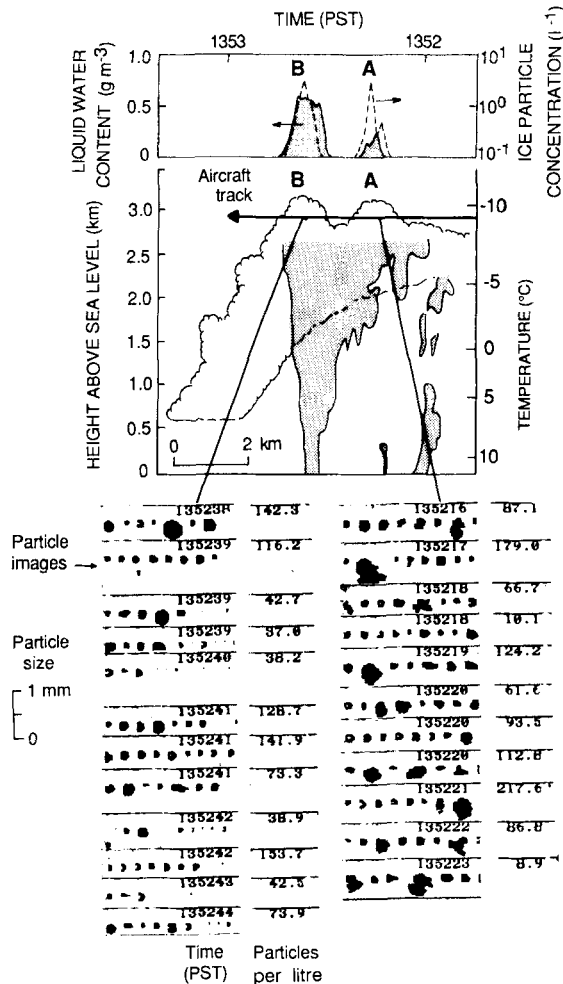 TIME (PST)
1353
1352
LIQUID WATER
CONTENT (g m-3)
1.0
0.5
0
B
A
10¹
10⁰
10-1
ICE PARTICLE
CONCENTRATION (l -1)
Aircraft
track
B
A
HEIGHT ABOVE SEA LEVEL (km)
3.0
2.5
2.0
1.5
1.0
0.5
0
-10
-5
0
5
10
TEMPERATURE (°C)
0
2 km
Particle
images
Particle
size
1 mm
0
135238 142.3
135239 116.2
135239 42.7
135239 37.0
135240 38.2
135241 128.7
135241 141.9
135241 73.3
135242 38.9
135242 153.7
135243 42.5
135244 73.9
135216 87.1
135217 179.0
135218 66.7
135218 10.1
135219 124.2
135220
135220 93.5
135220 112.8
135221 217.6
135222 86.8
135223 8.9
Time
(PST)
Particles
per litre